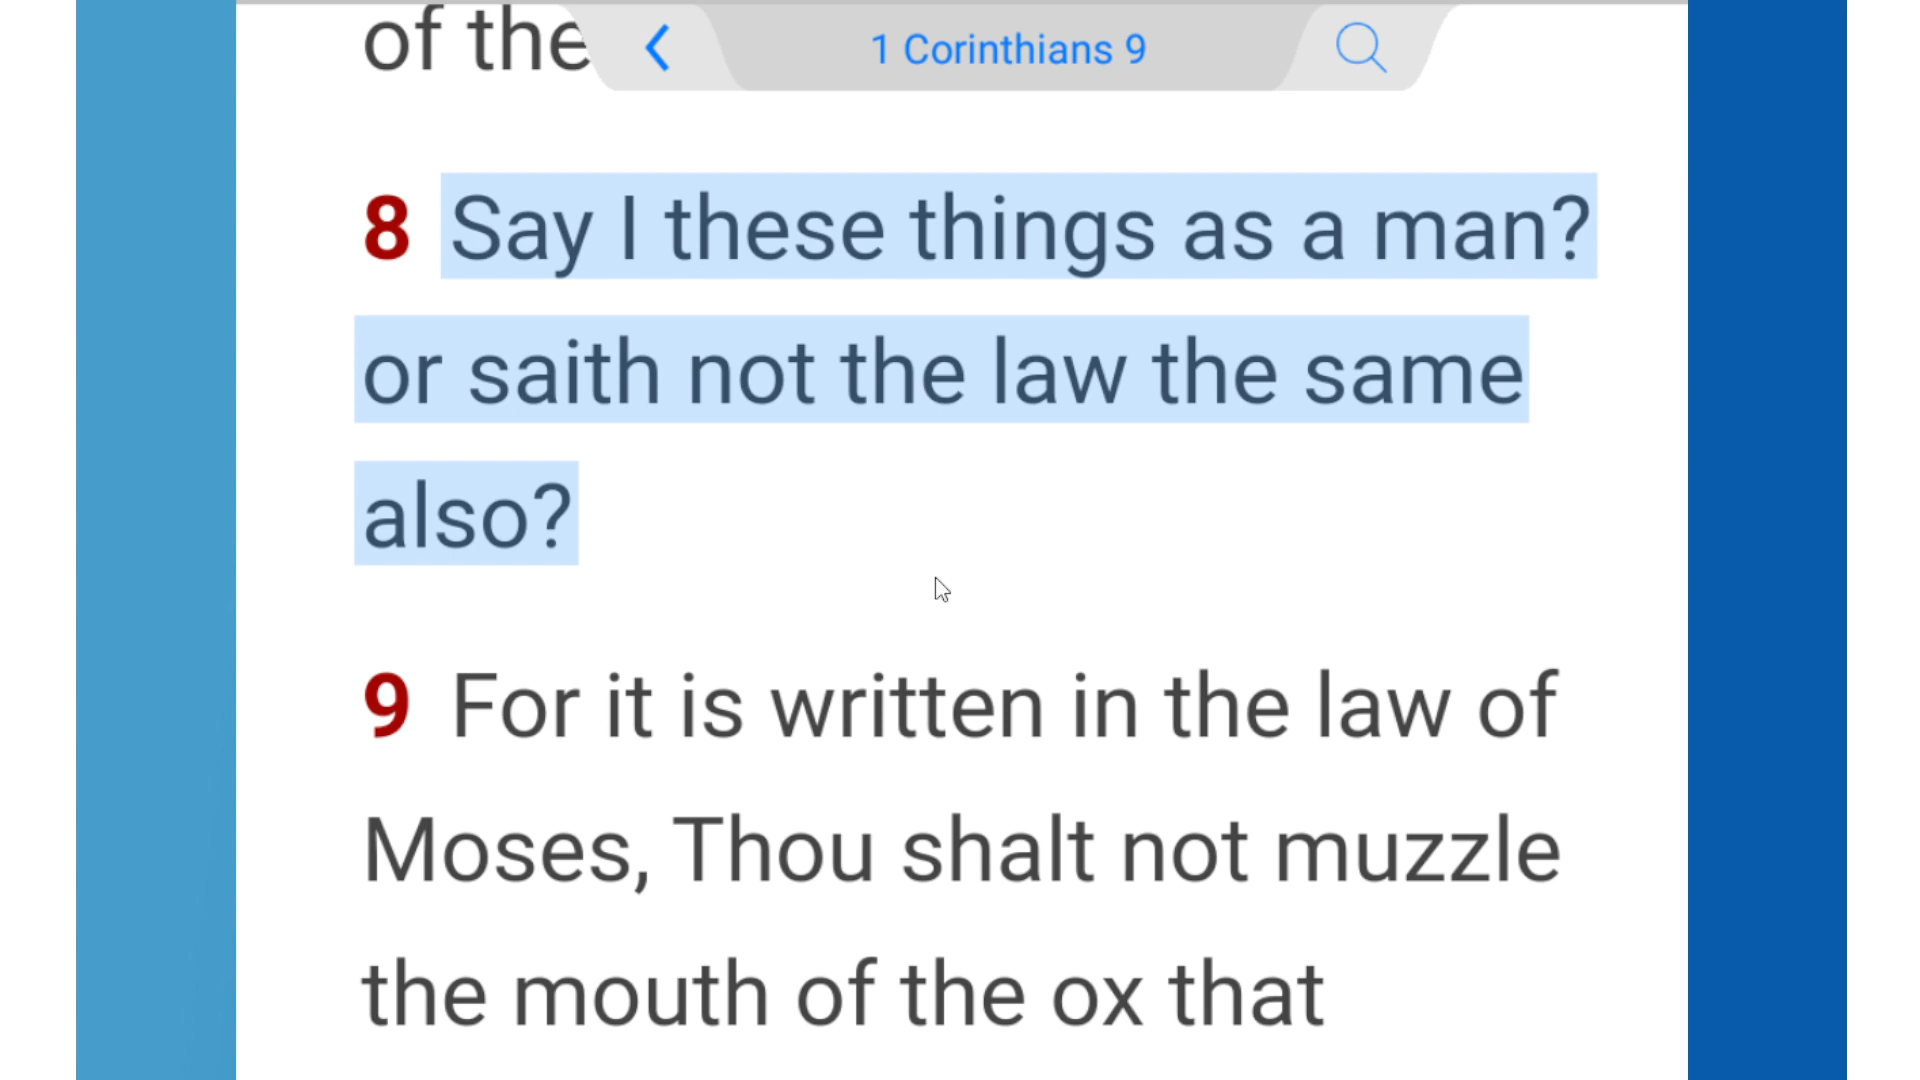 of the
1 Corinthians 9
8 Say I these things as a man?
or saith not the law the same
also?
9 For it is written in the law of
Moses, Thou shalt not muzzle
the mouth of the ox that